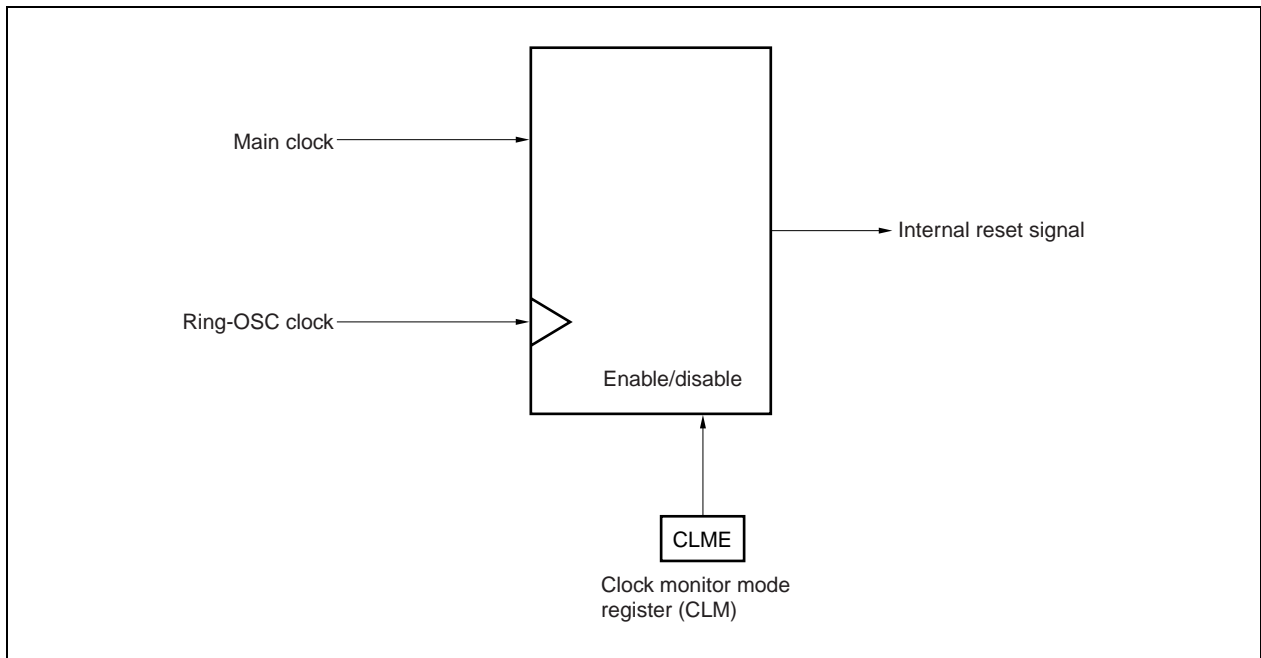 Main clock
Internal reset signal
Ring-OSC clock
Enable/disable
CLME
Clock monitor mode
register (CLM)